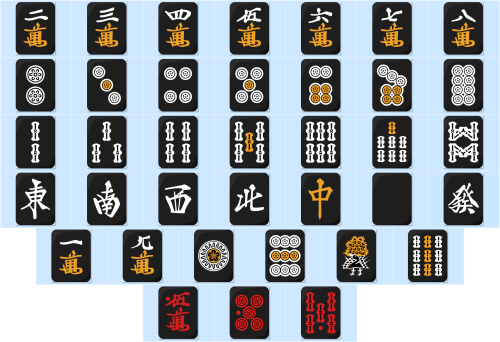 二萬 三萬 四萬 伍萬 六萬 七萬 八萬
東 南 西 北 中 發
一萬 九萬
伍萬